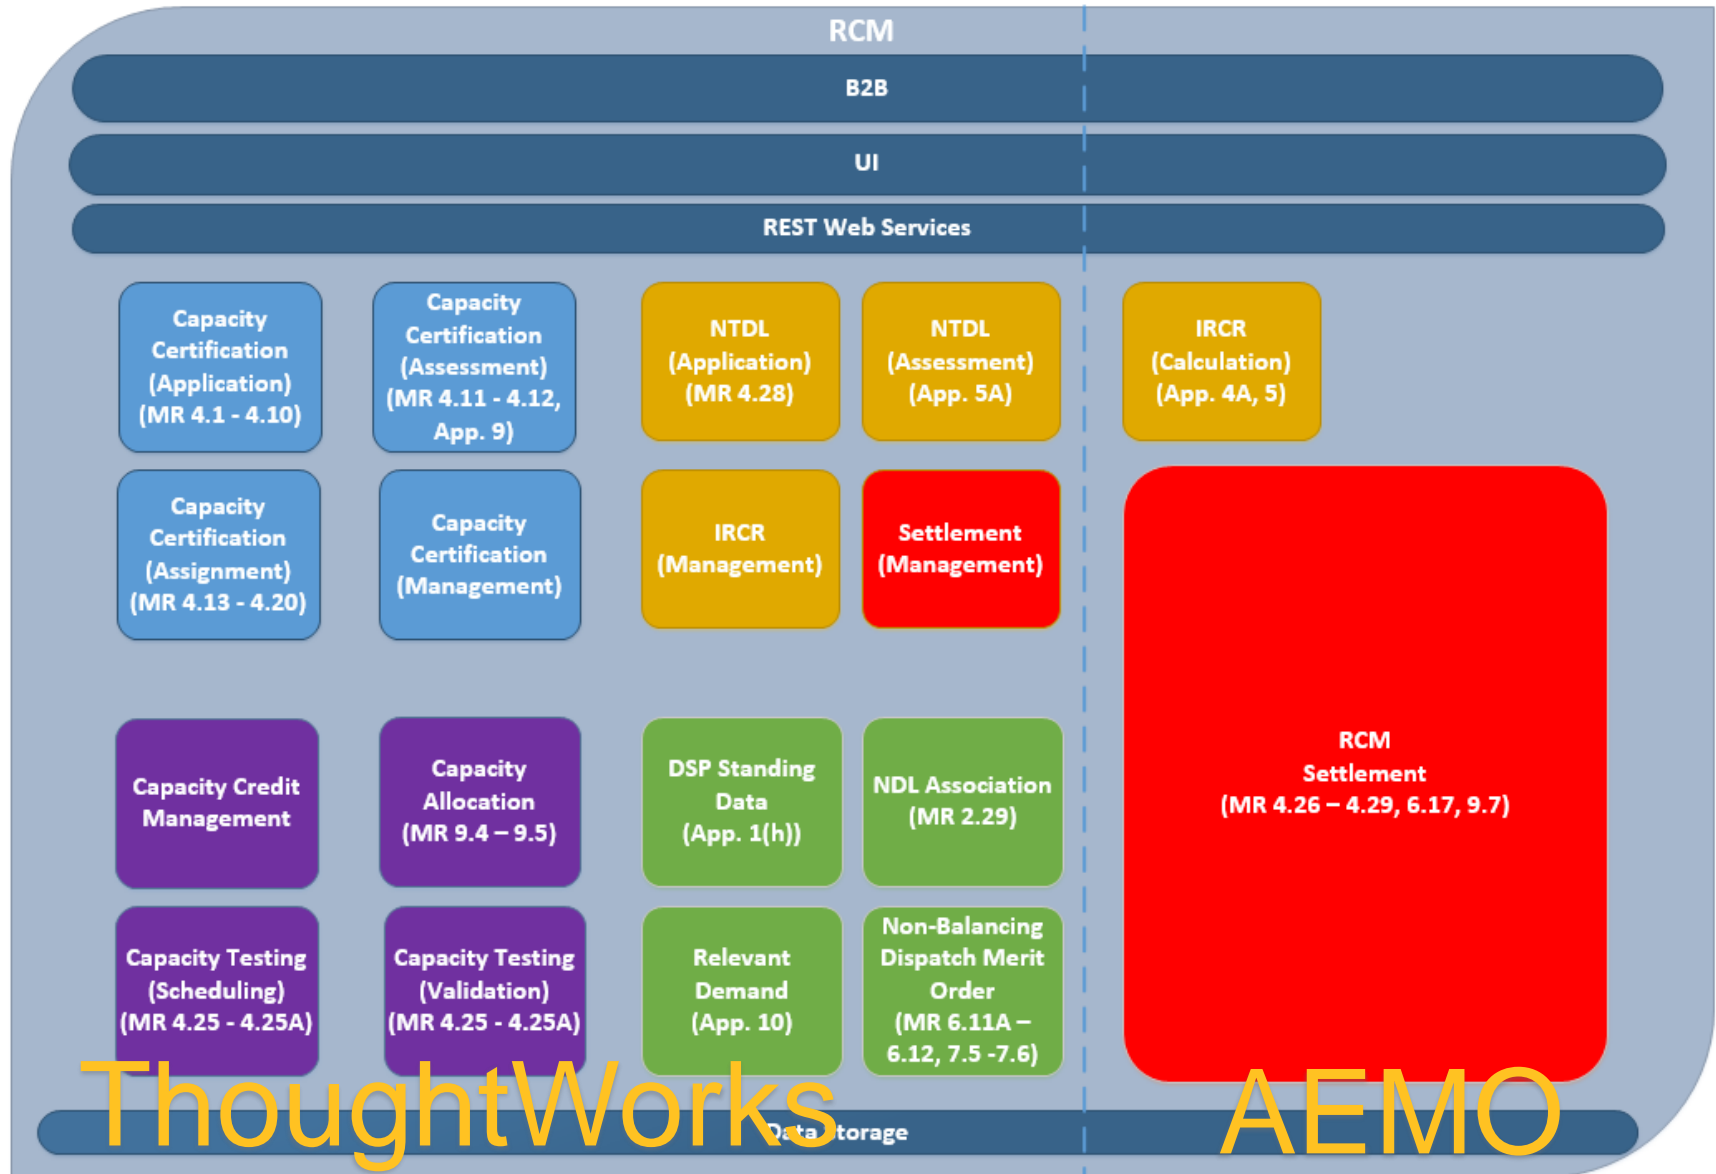 RCM
B2B
UI
REST Web Services
Capacity
Certification
(Application)
(MR 4.1 - 4.10)
Capacity
Certification
(Assessment)
(MR 4.11 - 4.12,
App. 9)
NTDL
(Application)
(MR 4.28)
NTDL
(Assessment)
(App. 5A)
IRCR
(Calculation)
(App. 4A, 5)
Capacity
Certification
(Assignment)
(MR 4.13 - 4.20)
Capacity
Certification
(Management)
IRCR
(Management)
Settlement
(Management)
RCM
Settlement
(MR 4.26 – 4.29, 6.17, 9.7)
Capacity Credit
Management
Capacity
Allocation
(MR 9.4 – 9.5)
DSP Standing
Data
(App. 1(h))
NDL Association
(MR 2.29)
Capacity Testing
(Scheduling)
(MR 4.25 - 4.25A)
Capacity Testing
(Validation)
(MR 4.25 - 4.25A)
Relevant
Demand
(App. 10)
Non-Balancing
Dispatch Merit
Order
(MR 6.11A –
6.12, 7.5 -7.6)
ThoughtWorks
AEMO
Data Storage